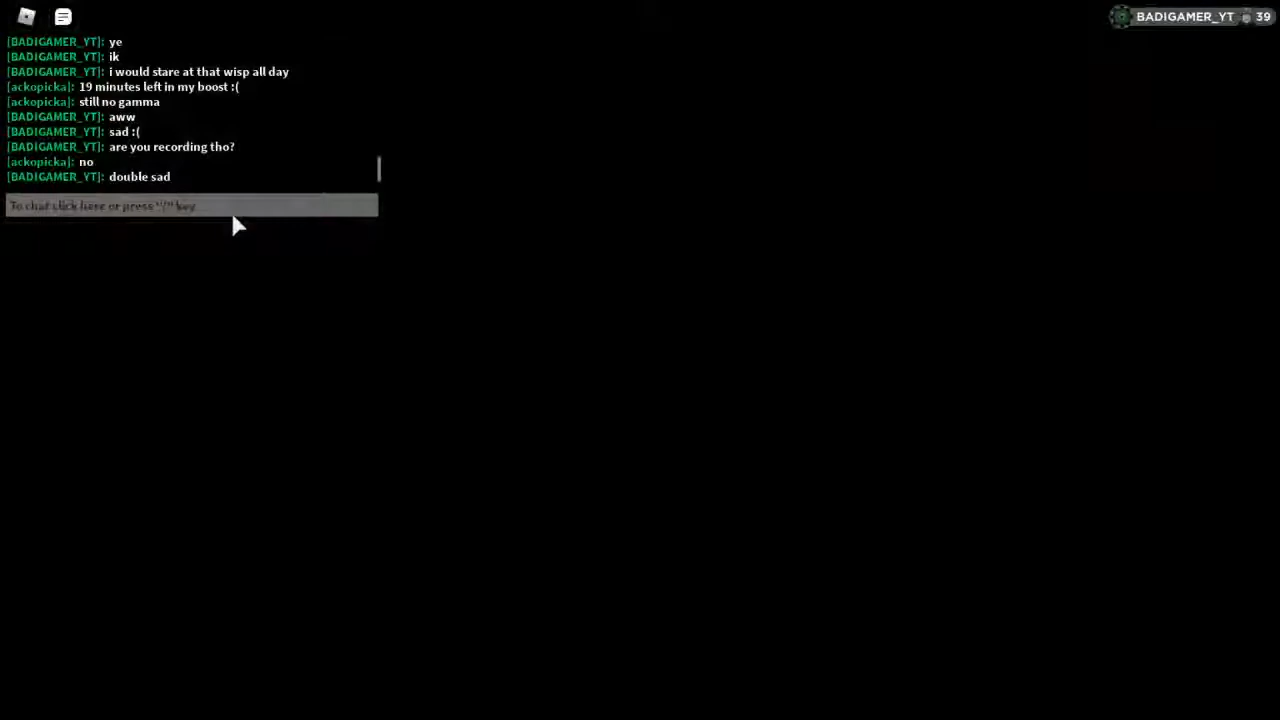 BADIGAMER_YT 39
[BADIGAMER_YT]: ye
[BADIGAMER_YT]: ik
[BADIGAMER_YT]: i would stare at that wisp all day
[ackopicka]: 19 minutes left in my boost :(
[ackopicka]: still no gamma
[BADIGAMER_YT]: aww
[BADIGAMER_YT]: sad :(
[BADIGAMER_YT]: are you recording tho?
[ackopicka]: no
[BADIGAMER_YT]: double sad
To chat click here or press "/" key